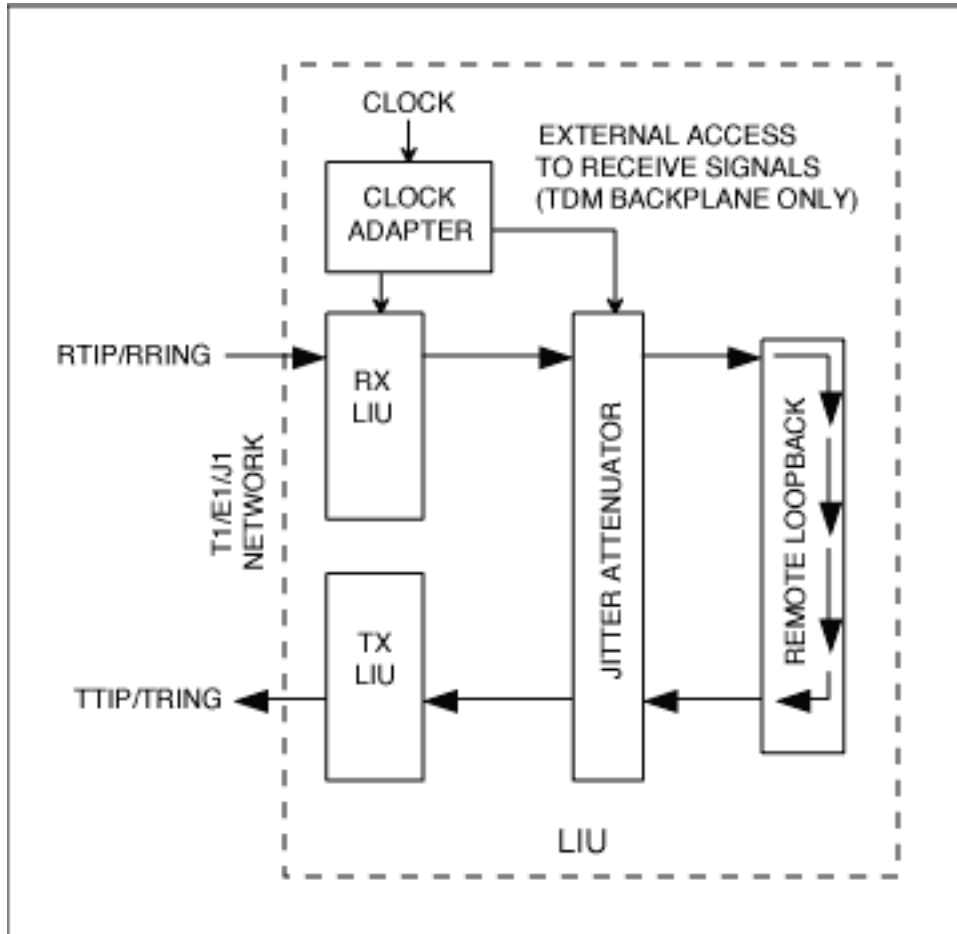 CLOCK
EXTERNAL ACCESS
TO RECEIVE SIGNALS
(TDM BACKPLANE ONLY)
CLOCK
ADAPTER
RTIP/RRING
RX
LIU
T1/E1/J1
NETWORK
JITTER ATTENUATOR
REMOTE LOOPBACK
TX
LIU
TTIP/TRING
LIU